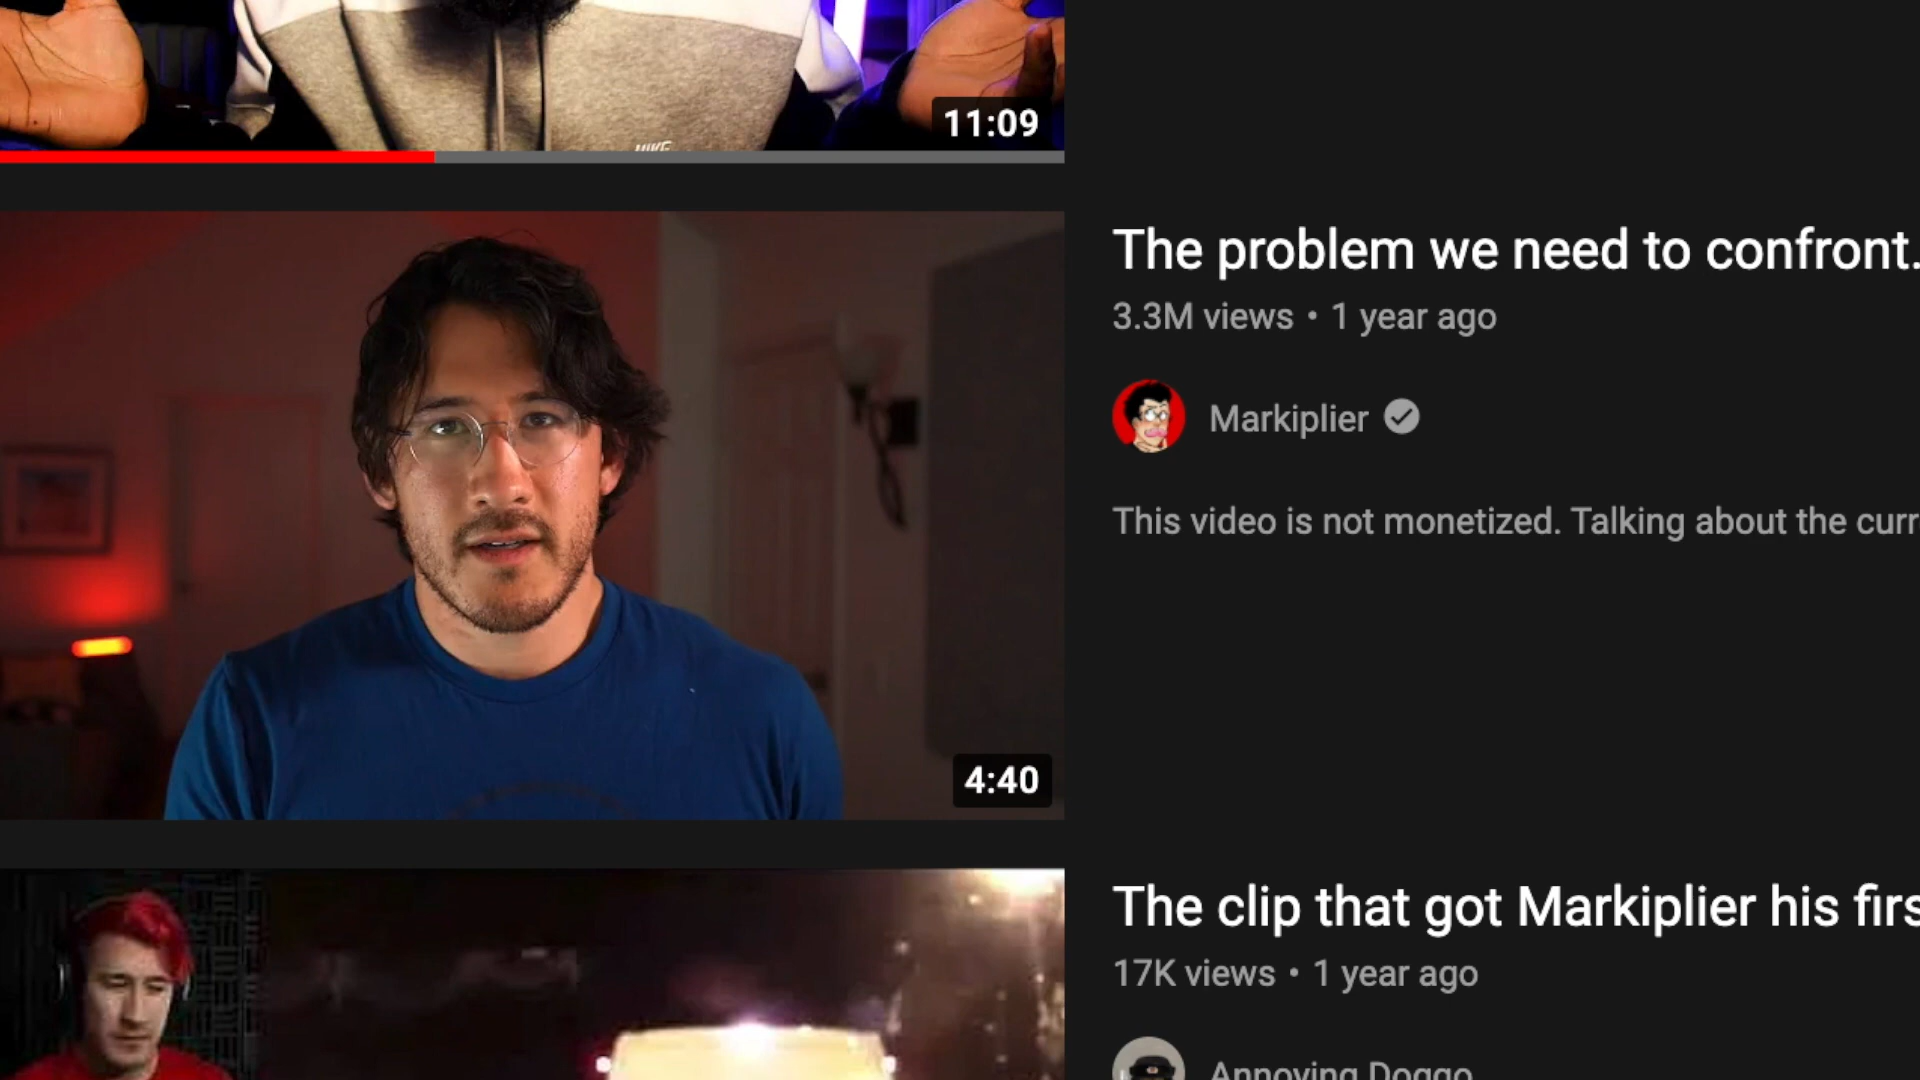 11:09
The problem we need to confront.
3.3M views • 1 year ago
Markiplier
This video is not monetized. Talking about the curr
4:40
The clip that got Markiplier his firs
17K views • 1 year ago
Annoying Doggo